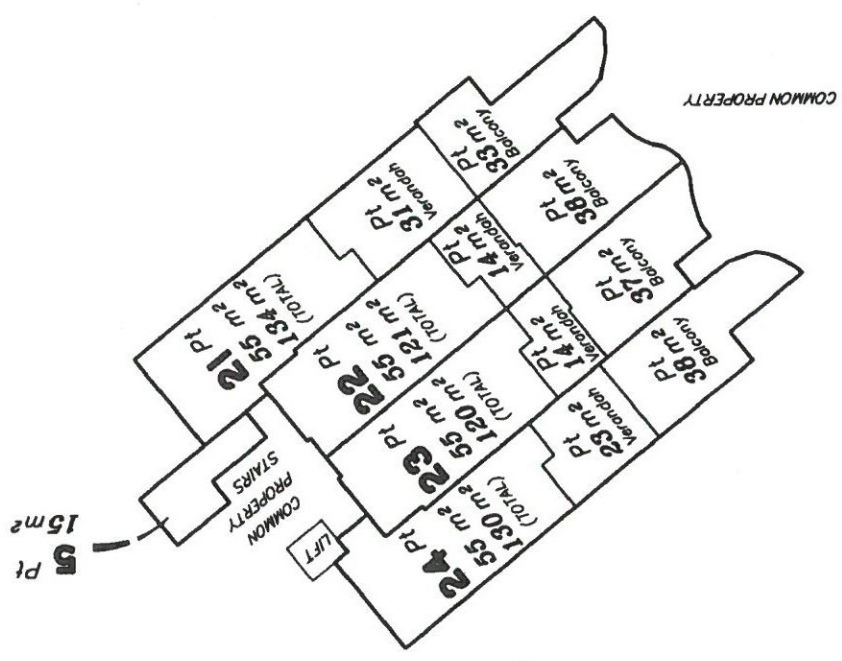 5 Pt
15 m²
24 Pt
55 m²
130 m²
(TOTAL)
LIFT
COMMON
PROPERTY
STAIRS
23 Pt
55 m²
120 m²
(TOTAL)
22 Pt
55 m²
121 m²
(TOTAL)
21 Pt
55 m²
134 m²
(TOTAL)
Pt
23 m²
Verandah
Pt
14 m²
Verandah
Pt
14 m²
Verandah
Pt
31 m²
Verandah
Pt
38 m²
Balcony
Pt
37 m²
Balcony
Pt
38 m²
Balcony
Pt
33 m²
Balcony
COMMON PROPERTY